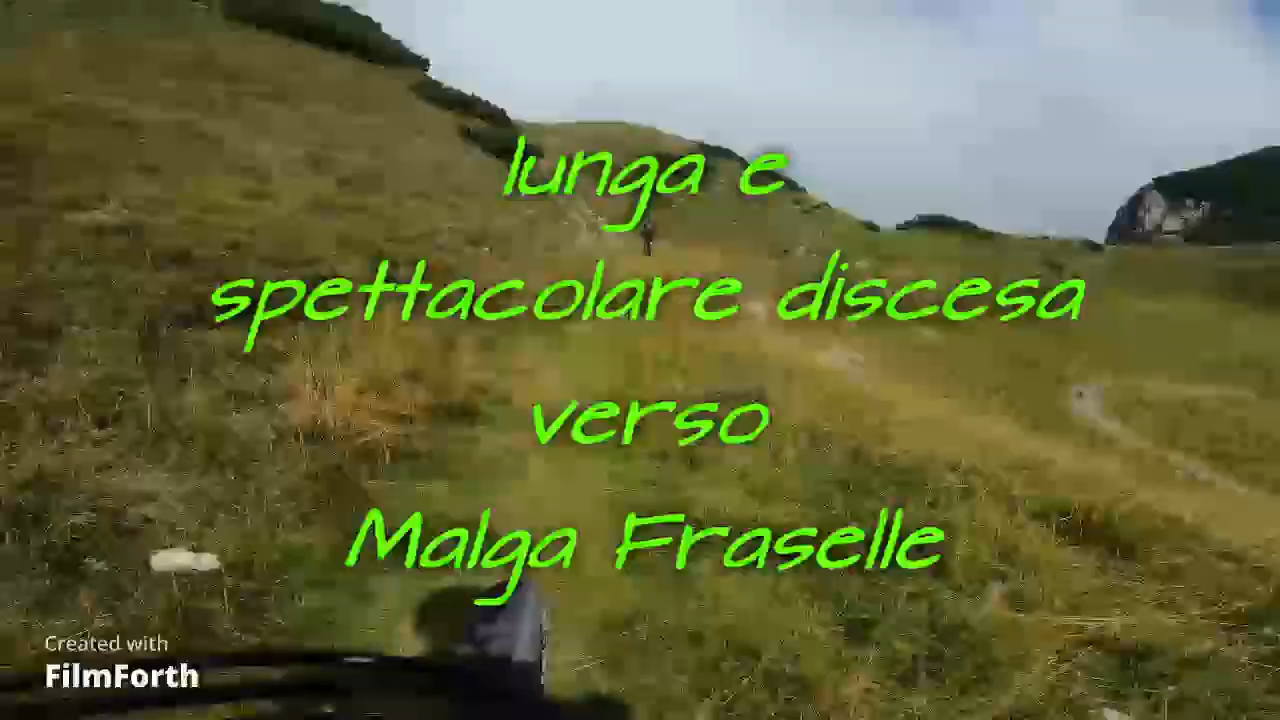 lunga e
spettacolare discesa
verso
Malga Fraselle
Created with
FilmForth